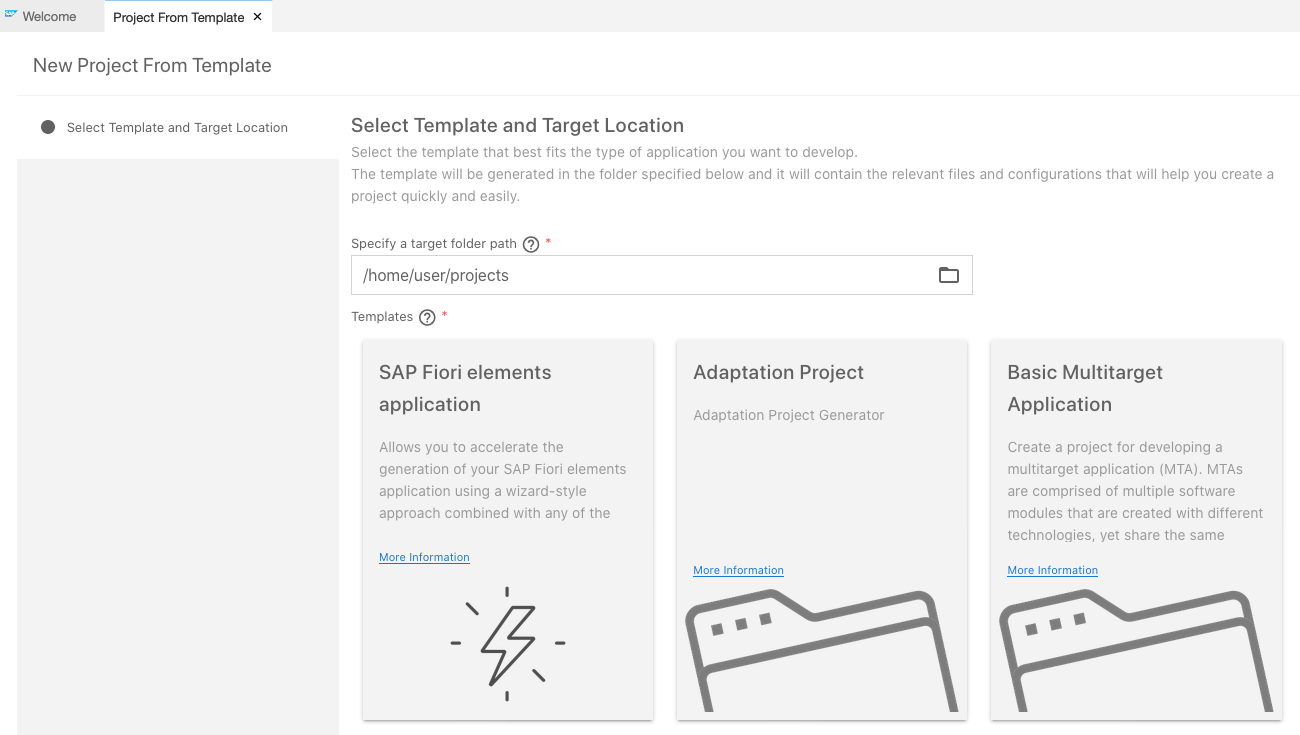 SAP Welcome
Project From Template ×
New Project From Template
Select Template and Target Location
Select Template and Target Location
Select the template that best fits the type of application you want to develop.
The template will be generated in the folder specified below and it will contain the relevant files and configurations that will help you create a
project quickly and easily.
Specify a target folder path ? *
/home/user/projects
Templates ? *
SAP Fiori elements
application
Allows you to accelerate the
generation of your SAP Fiori elements
application using a wizard-style
approach combined with any of the
More Information
Adaptation Project
Adaptation Project Generator
More Information
Basic Multitarget
Application
Create a project for developing a
multitarget application (MTA). MTAs
are comprised of multiple software
modules that are created with different
technologies, yet share the same
More Information